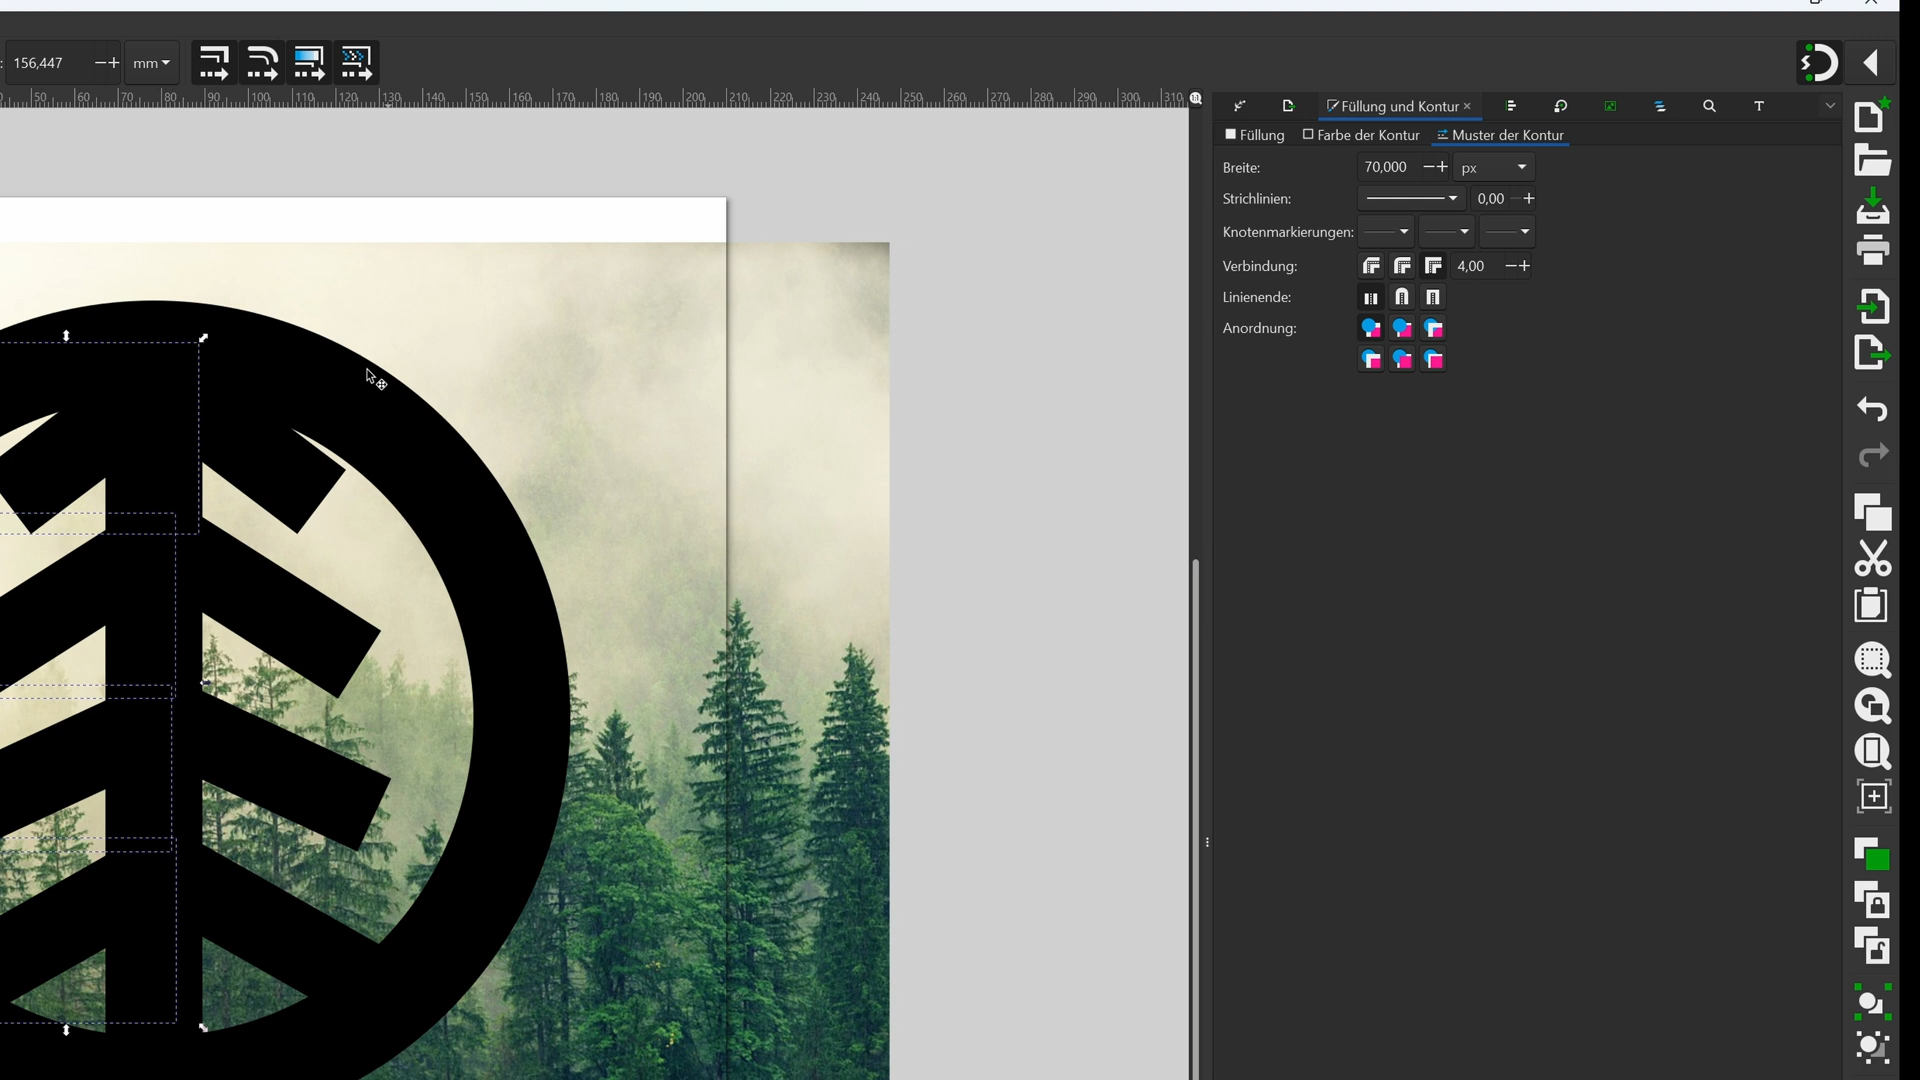 : 156,447 mm
50 60 70 80 90 100 110 120 130 140 150 160 170 180 190 200 210 220 230 240 250 260 270 280 290 300 310
Füllung und Kontur
Füllung Farbe der Kontur Muster der Kontur
Breite: 70,000 px
Strichlinien: 0,00
Knotenmarkierungen:
Verbindung: 4,00
Linienende:
Anordnung: